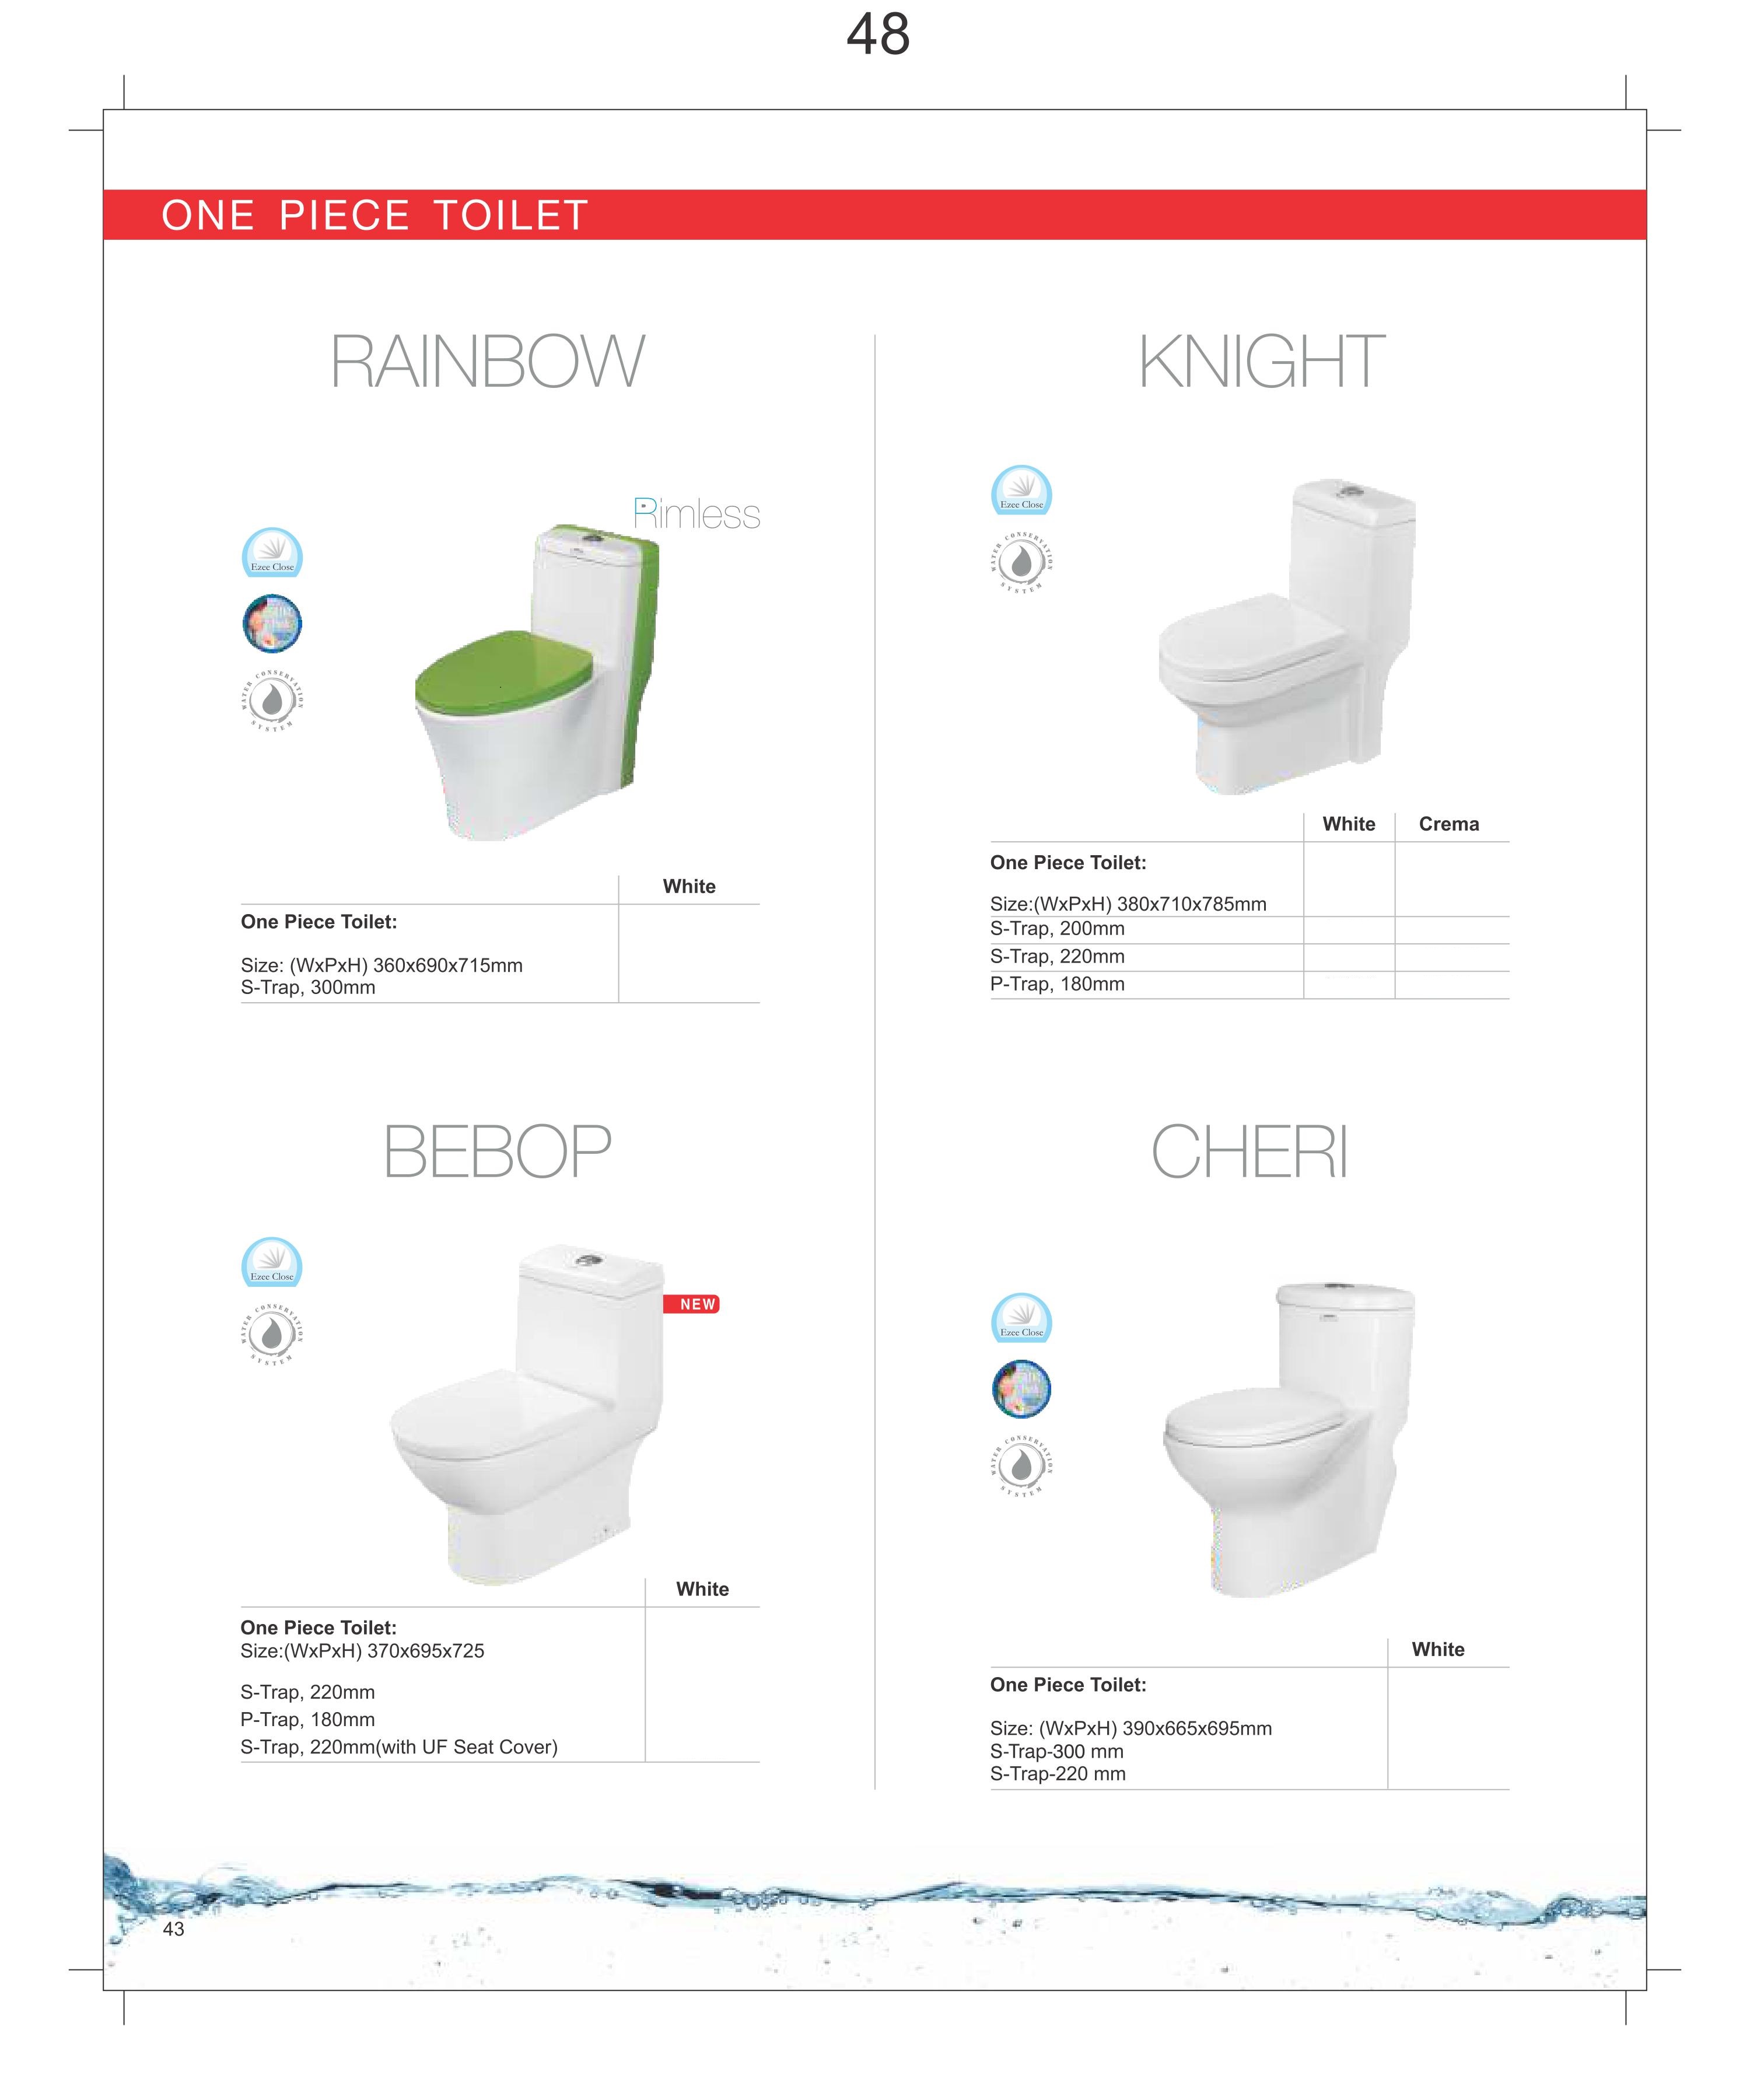 48
ONE PIECE TOILET
RAINBOW
Rimless
Ezee Close
WATER CONSERVATION SYSTEM
White
One Piece Toilet:
Size: (WxPxH) 360x690x715mm
S-Trap, 300mm
KNIGHT
Ezee Close
WATER CONSERVATION SYSTEM
White Crema
One Piece Toilet:
Size:(WxPxH) 380x710x785mm
S-Trap, 200mm
S-Trap, 220mm
P-Trap, 180mm
BEBOP
Ezee Close
WATER CONSERVATION SYSTEM
NEW
White
One Piece Toilet:
Size:(WxPxH) 370x695x725
S-Trap, 220mm
P-Trap, 180mm
S-Trap, 220mm(with UF Seat Cover)
CHERI
Ezee Close
WATER CONSERVATION SYSTEM
White
One Piece Toilet:
Size: (WxPxH) 390x665x695mm
S-Trap-300 mm
S-Trap-220 mm
43